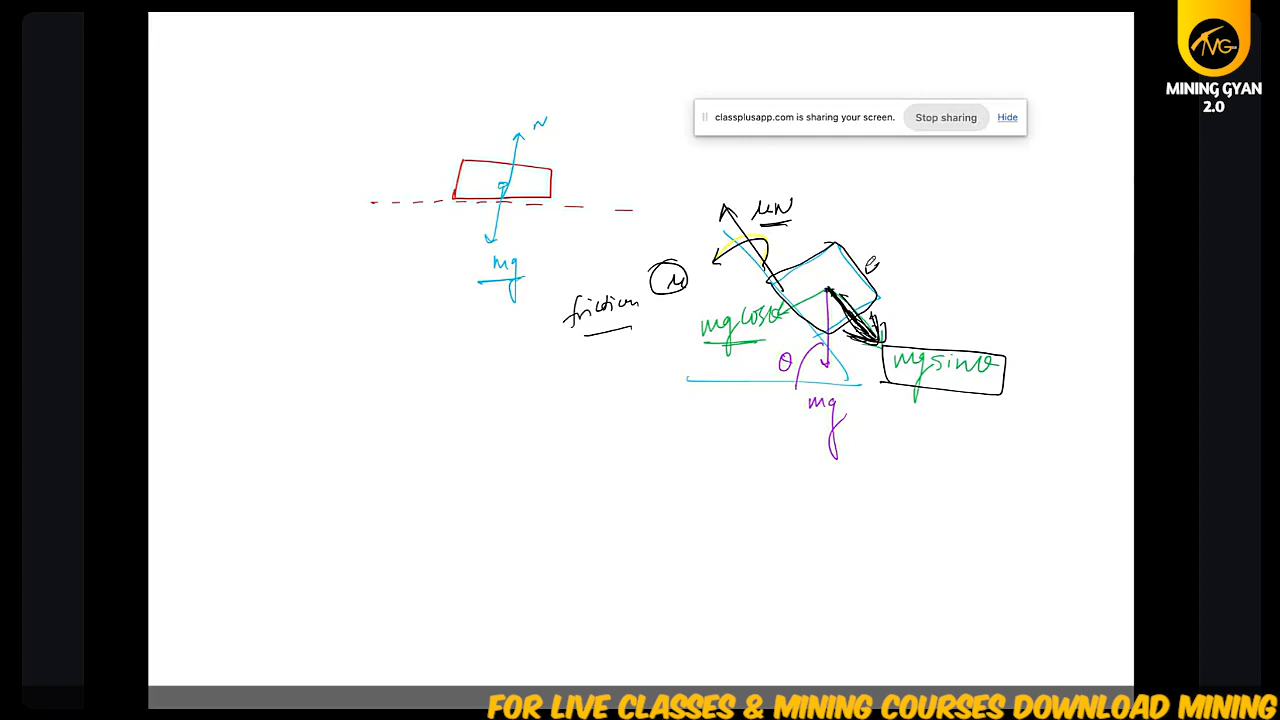 MG
MINING GYAN
2.0
classplusapp.com is sharing your screen.
Stop sharing
Hide
N
mg
μN
friction
μ
mg cosθ
θ
mg sinθ
mg
FOR LIVE CLASSES & MINING COURSES DOWNLOAD MINING